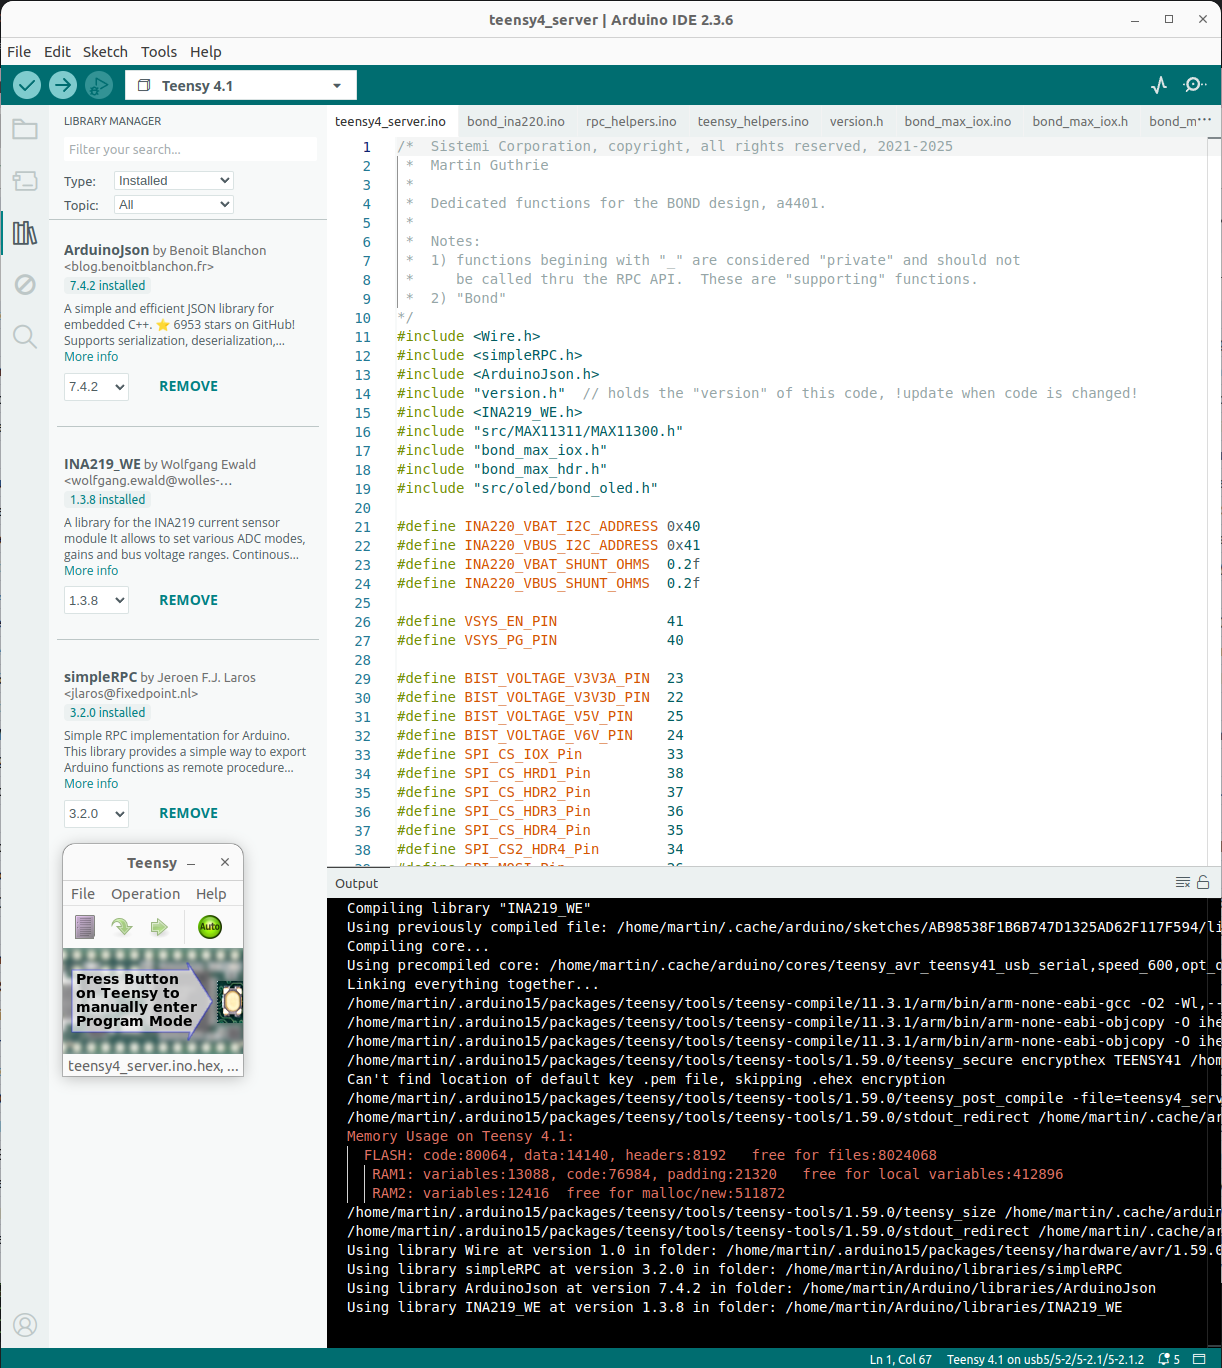 teensy4_server | Arduino IDE 2.3.6
File Edit Sketch Tools Help
Teensy 4.1
LIBRARY MANAGER
Filter your search...
Type: Installed
Topic: All
ArduinoJson by Benoit Blanchon
<blog.benoitblanchon.fr>
7.4.2 installed
A simple and efficient JSON library for
embedded C++. ⭐ 6953 stars on GitHub!
Supports serialization, deserialization,...
More info
7.4.2 REMOVE
INA219_WE by Wolfgang Ewald
<wolfgang.ewald@wolles-...
1.3.8 installed
A library for the INA219 current sensor
module It allows to set various ADC modes,
gains and bus voltage ranges. Continous...
More info
1.3.8 REMOVE
simpleRPC by Jeroen F.J. Laros
<jlaros@fixedpoint.nl>
3.2.0 installed
Simple RPC implementation for Arduino.
This library provides a simple way to export
Arduino functions as remote procedure...
More info
3.2.0 REMOVE
Teensy
File Operation Help
Auto
Press Button
on Teensy to
manually enter
Program Mode
teensy4_server.ino.hex, ...
teensy4_server.ino bond_ina220.ino rpc_helpers.ino teensy_helpers.ino version.h bond_max_iox.ino bond_max_iox.h bond_m...
1 /*  Sistemi Corporation, copyright, all rights reserved, 2021-2025
2  *  Martin Guthrie
3  *
4  *  Dedicated functions for the BOND design, a4401.
5  *
6  *  Notes:
7  *  1) functions begining with "_" are considered "private" and should not
8  *     be called thru the RPC API.  These are "supporting" functions.
9  *  2) "Bond"
10 */
11 #include <Wire.h>
12 #include <simpleRPC.h>
13 #include <ArduinoJson.h>
14 #include "version.h"  // holds the "version" of this code, !update when code is changed!
15 #include <INA219_WE.h>
16 #include "src/MAX11311/MAX11300.h"
17 #include "bond_max_iox.h"
18 #include "bond_max_hdr.h"
19 #include "src/oled/bond_oled.h"
20
21 #define INA220_VBAT_I2C_ADDRESS 0x40
22 #define INA220_VBUS_I2C_ADDRESS 0x41
23 #define INA220_VBAT_SHUNT_OHMS  0.2f
24 #define INA220_VBUS_SHUNT_OHMS  0.2f
25
26 #define VSYS_EN_PIN             41
27 #define VSYS_PG_PIN             40
28
29 #define BIST_VOLTAGE_V3V3A_PIN  23
30 #define BIST_VOLTAGE_V3V3D_PIN  22
31 #define BIST_VOLTAGE_V5V_PIN    25
32 #define BIST_VOLTAGE_V6V_PIN    24
33 #define SPI_CS_IOX_Pin          33
34 #define SPI_CS_HRD1_Pin         38
35 #define SPI_CS_HDR2_Pin         37
36 #define SPI_CS_HDR3_Pin         36
37 #define SPI_CS_HDR4_Pin         35
38 #define SPI_CS2_HDR4_Pin        34
39 #define SPI_MOSI_Pin            26
Output
Compiling library "INA219_WE"
Using previously compiled file: /home/martin/.cache/arduino/sketches/AB98538F1B6B747D1325AD62F117F594/li
Compiling core...
Using precompiled core: /home/martin/.cache/arduino/cores/teensy_avr_teensy41_usb_serial,speed_600,opt_o
Linking everything together...
/home/martin/.arduino15/packages/teensy/tools/teensy-compile/11.3.1/arm/bin/arm-none-eabi-gcc -O2 -Wl,--
/home/martin/.arduino15/packages/teensy/tools/teensy-compile/11.3.1/arm/bin/arm-none-eabi-objcopy -O ihe
/home/martin/.arduino15/packages/teensy/tools/teensy-compile/11.3.1/arm/bin/arm-none-eabi-objcopy -O ihe
/home/martin/.arduino15/packages/teensy/tools/teensy-tools/1.59.0/teensy_secure encrypthex TEENSY41 /hom
Can't find location of default key .pem file, skipping .ehex encryption
/home/martin/.arduino15/packages/teensy/tools/teensy-tools/1.59.0/teensy_post_compile -file=teensy4_serv
/home/martin/.arduino15/packages/teensy/tools/teensy-tools/1.59.0/stdout_redirect /home/martin/.cache/ar
Memory Usage on Teensy 4.1:
FLASH: code:80064, data:14140, headers:8192   free for files:8024068
RAM1: variables:13088, code:76984, padding:21320   free for local variables:412896
RAM2: variables:12416  free for malloc/new:511872
/home/martin/.arduino15/packages/teensy/tools/teensy-tools/1.59.0/teensy_size /home/martin/.cache/arduin
/home/martin/.arduino15/packages/teensy/tools/teensy-tools/1.59.0/stdout_redirect /home/martin/.cache/ar
Using library Wire at version 1.0 in folder: /home/martin/.arduino15/packages/teensy/hardware/avr/1.59.0
Using library simpleRPC at version 3.2.0 in folder: /home/martin/Arduino/libraries/simpleRPC
Using library ArduinoJson at version 7.4.2 in folder: /home/martin/Arduino/libraries/ArduinoJson
Using library INA219_WE at version 1.3.8 in folder: /home/martin/Arduino/libraries/INA219_WE
Ln 1, Col 67 Teensy 4.1 on usb5/5-2/5-2.1/5-2.1.2 5